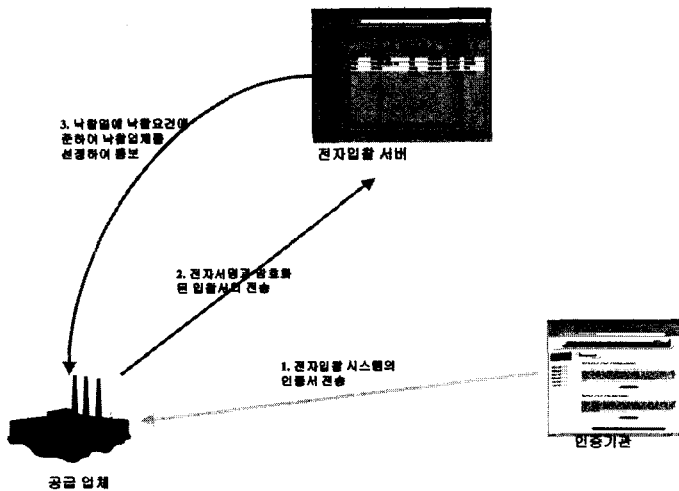 3. 낙찰일에 낙찰요건에
준하여 낙찰업체를
선정하여 통보
전자입찰 서버
2. 전자서명과 암호화
된 입찰서의 전송
1. 전자입찰 시스템의
인증서 전송
인증기관
공급 업체